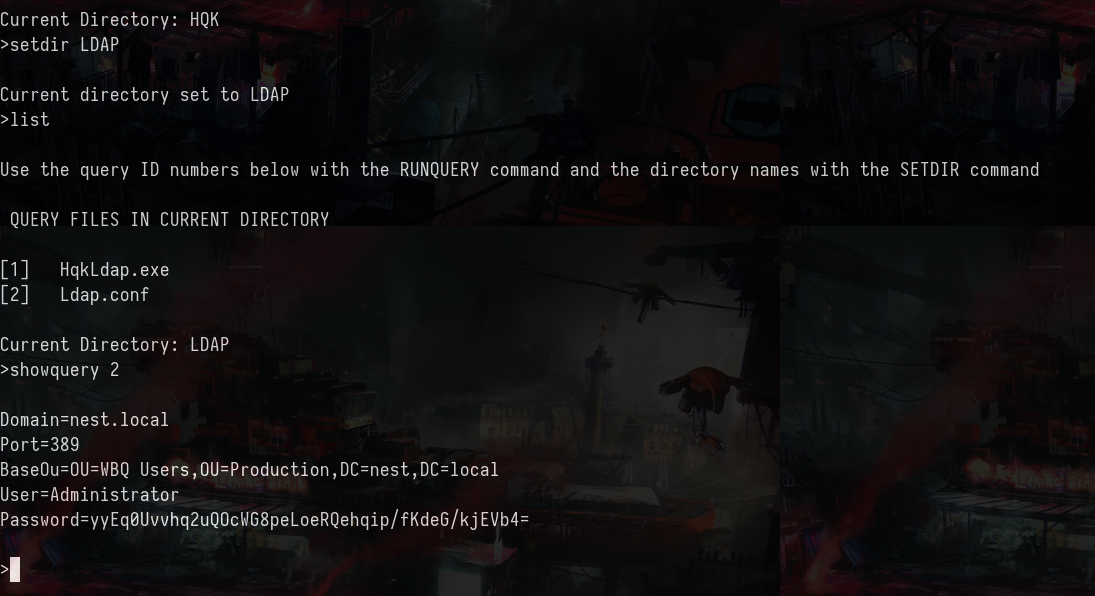 Current Directory: HQK
>setdir LDAP
Current directory set to LDAP
>list
Use the query ID numbers below with the RUNQUERY command and the directory names with the SETDIR command
QUERY FILES IN CURRENT DIRECTORY
[1]   HqkLdap.exe
[2]   Ldap.conf
Current Directory: LDAP
>showquery 2
Domain=nest.local
Port=389
BaseOu=OU=WBQ Users,OU=Production,DC=nest,DC=local
User=Administrator
Password=yyEq0Uvvhq2uQOcWG8peLoeRQehqip/fKdeG/kjEVb4=
>